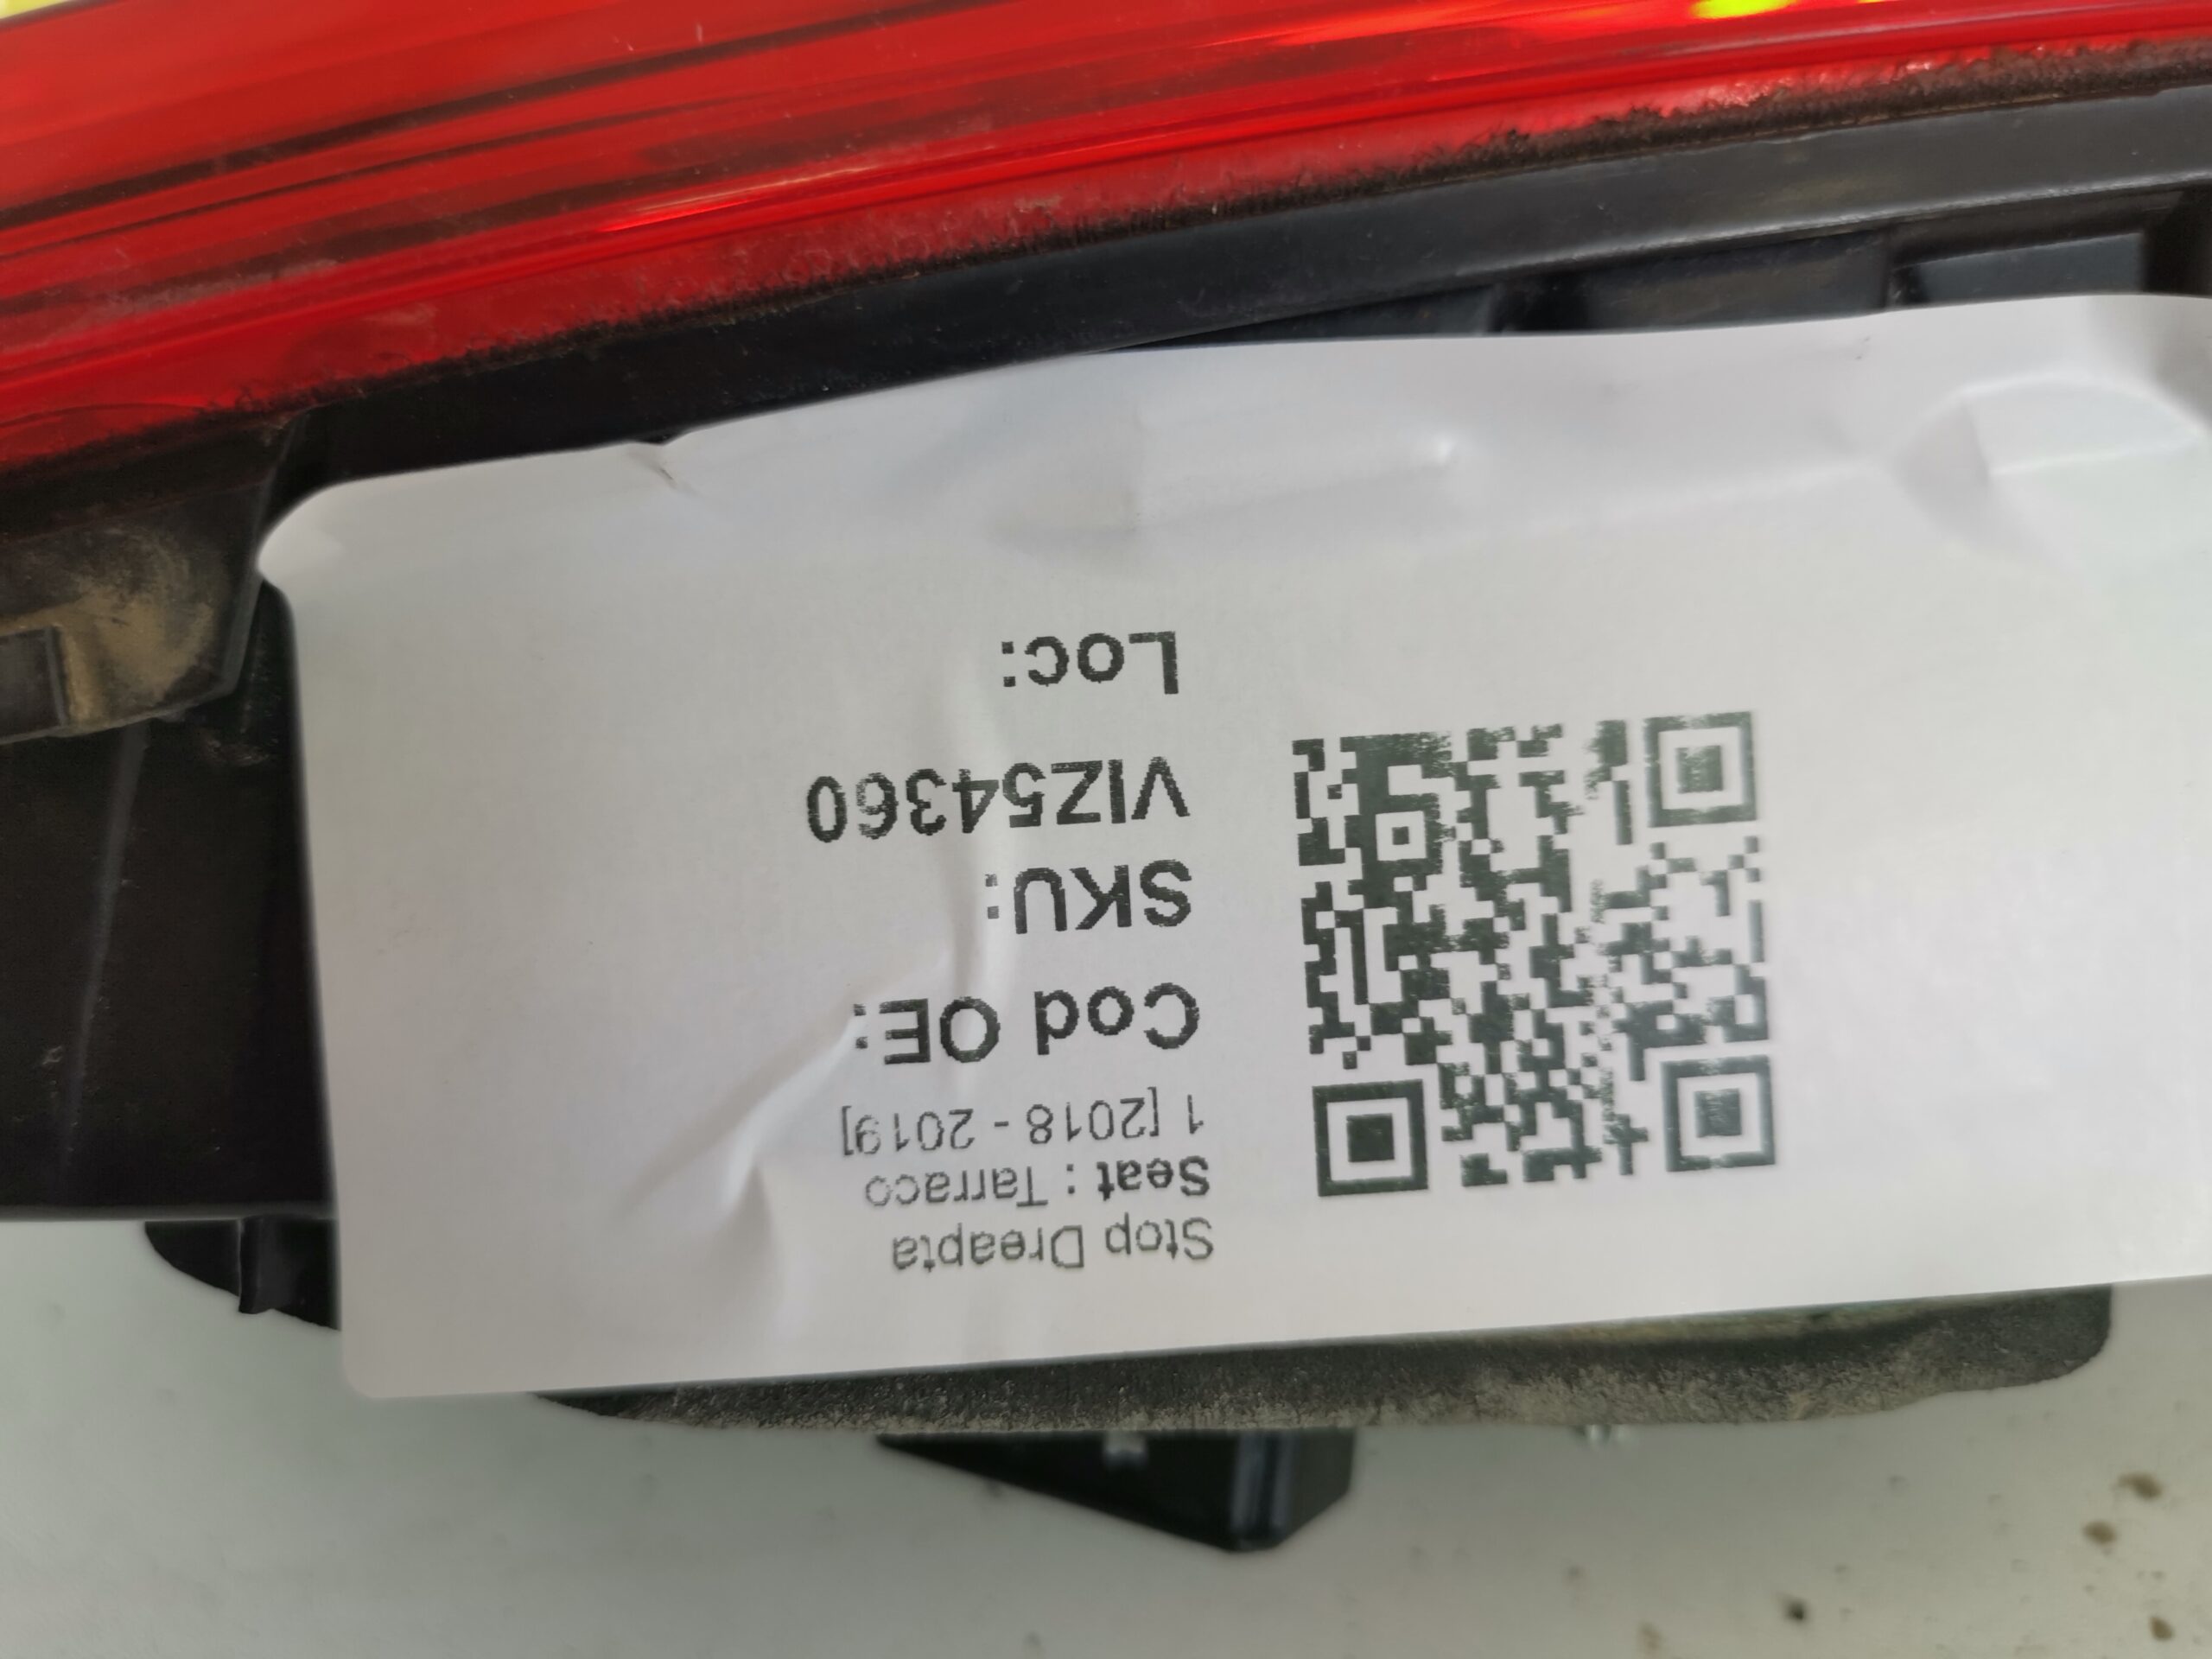 Stop Dreapta
Seat : Tarraco
1 [2018 - 2019]
Cod OE:
SKU:
VIZ54360
Loc: